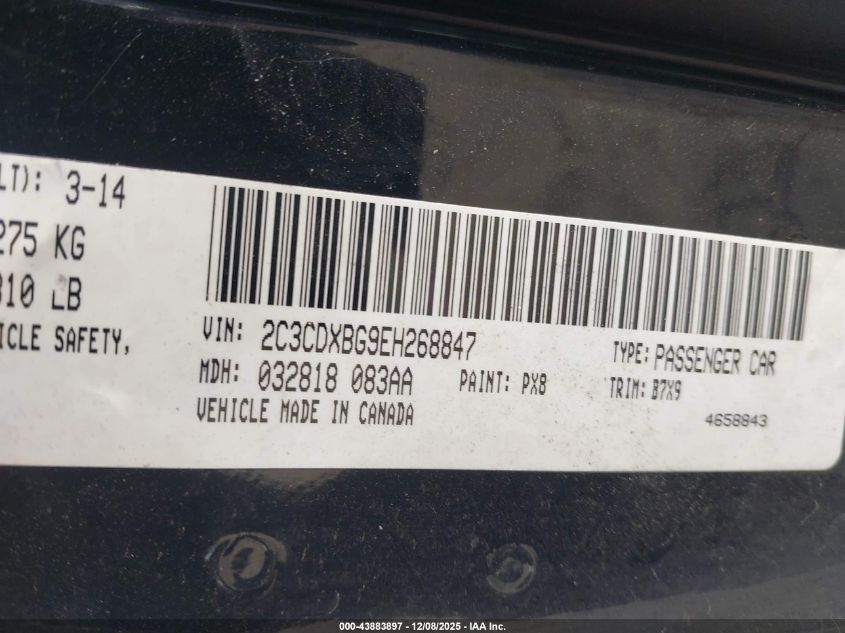 LT): 3-14
275 KG
310 LB
ICLE SAFETY,
VIN: 2C3CDXBG9EH268847
TYPE: PASSENGER CAR
MDH: 032818 083AA
PAINT: PX8
TRIM: B7X9
VEHICLE MADE IN CANADA
4658843
000-43883897 - 12/08/2025 - IAA Inc.